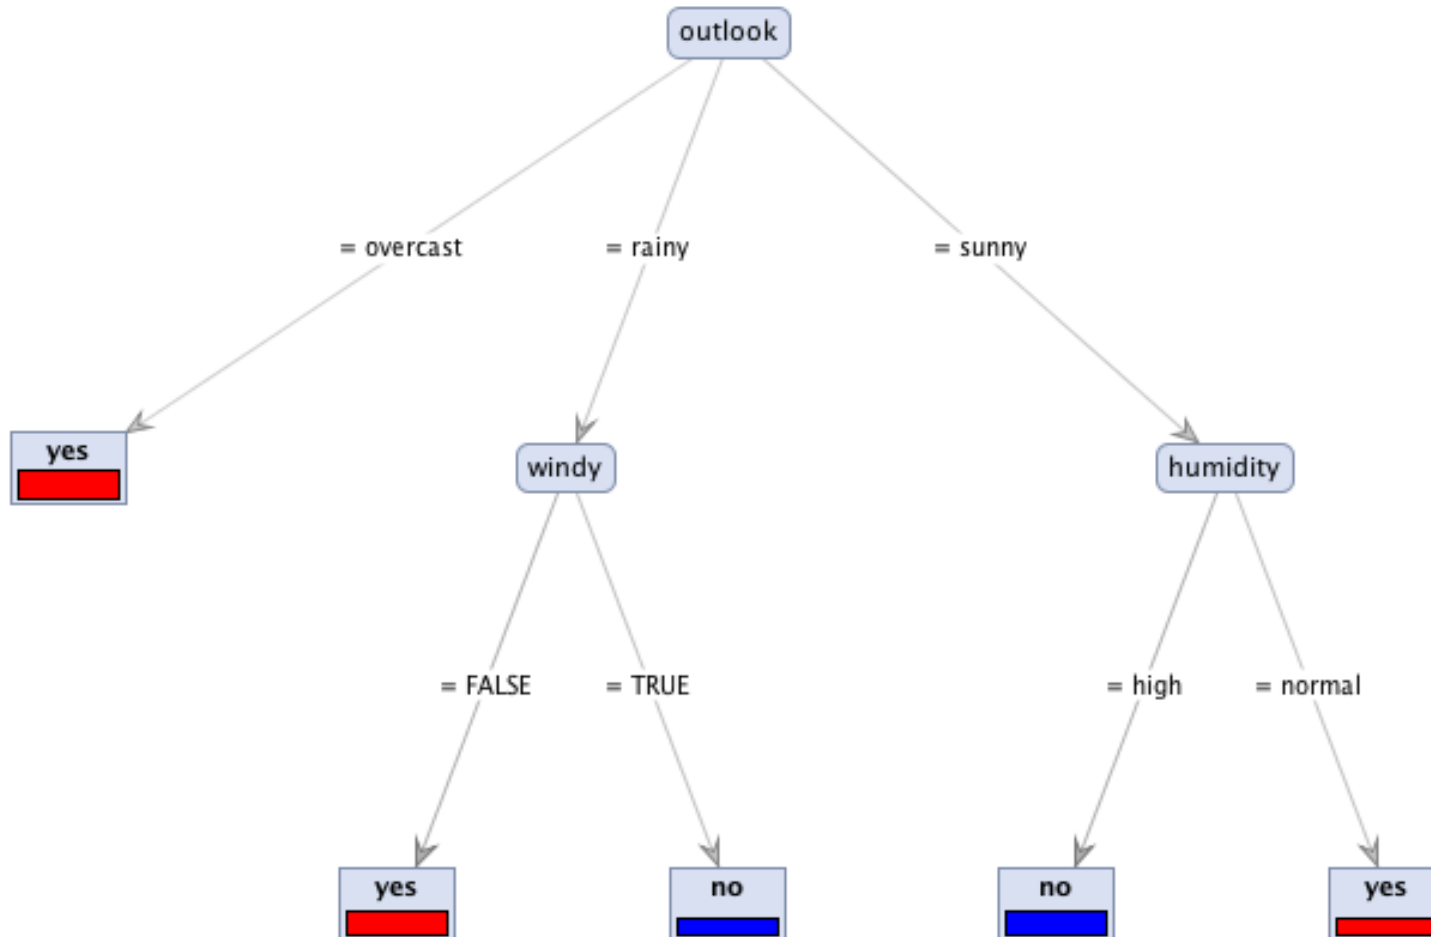 outlook
= overcast
= rainy
= sunny
yes
windy
humidity
= FALSE
= TRUE
= high
= normal
yes
no
no
yes